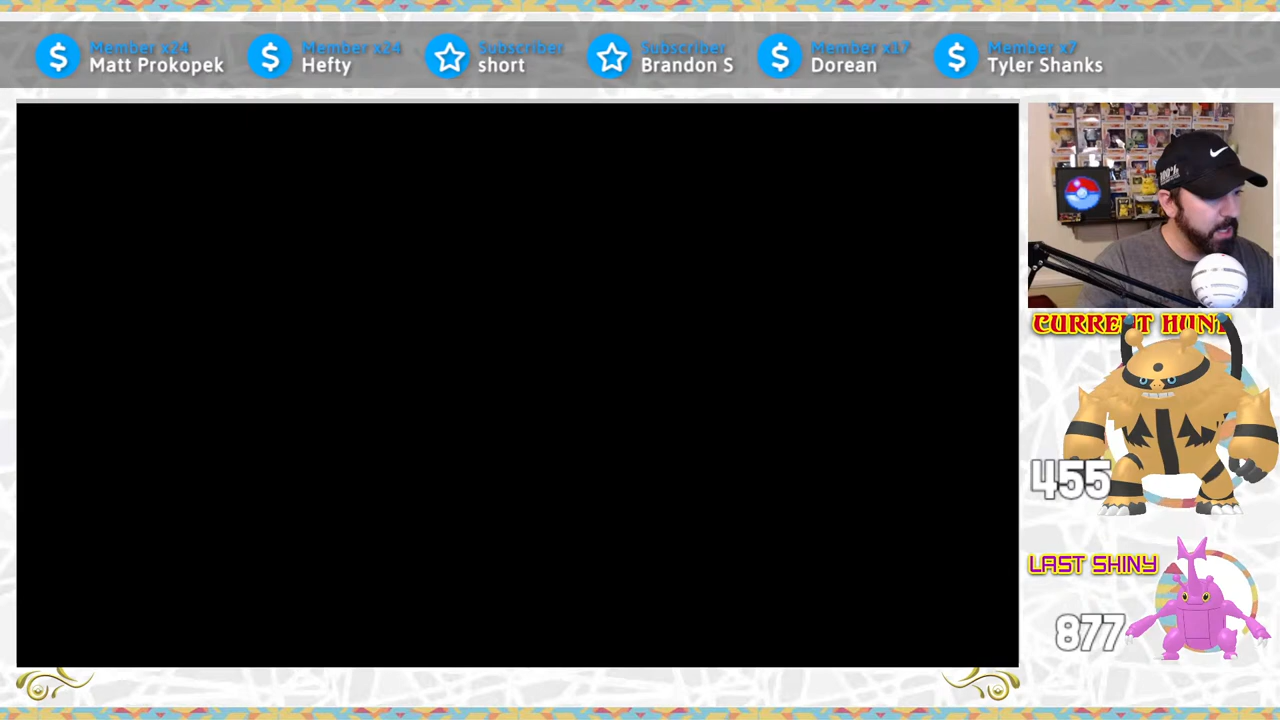 Member x24
Matt Prokopek
Member x24
Hefty
Subscriber
short
Subscriber
Brandon S
Member x17
Dorean
Member x7
Tyler Shanks
100%
CURRENT HUNT
455
LAST SHINY
877